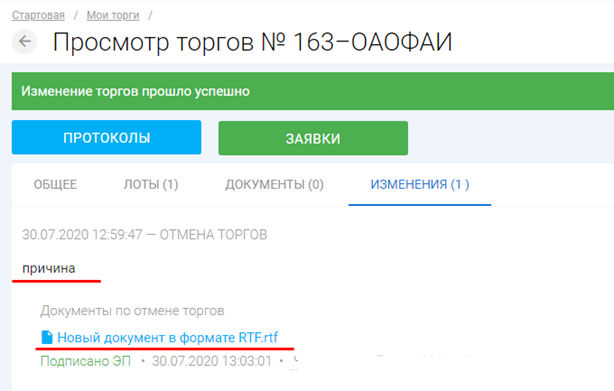 Стартовая / Мои торги /
Просмотр торгов № 163–ОАОФАИ
Изменение торгов прошло успешно
ПРОТОКОЛЫ ЗАЯВКИ
ОБЩЕЕ ЛОТЫ (1) ДОКУМЕНТЫ (0) ИЗМЕНЕНИЯ (1 )
30.07.2020 12:59:47 — ОТМЕНА ТОРГОВ
причина
Документы по отмене торгов
Новый документ в формате RTF.rtf
Подписано ЭП • 30.07.2020 13:03:01 •